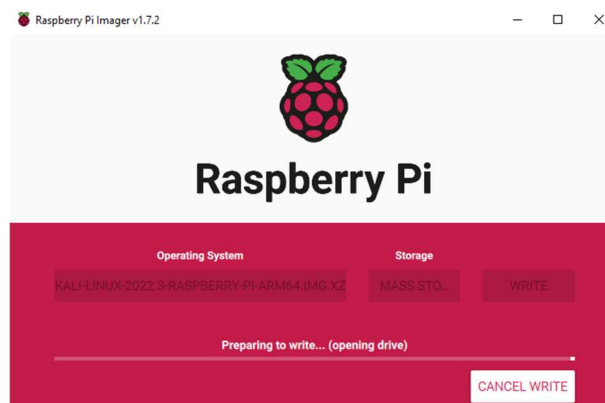 Raspberry Pi Imager v1.7.2
Raspberry Pi
Operating System Storage
KALI-LINUX-2022.3-RASPBERRY-PI-ARM64.IMG.XZ MASS STO... WRITE
Preparing to write... (opening drive)
CANCEL WRITE